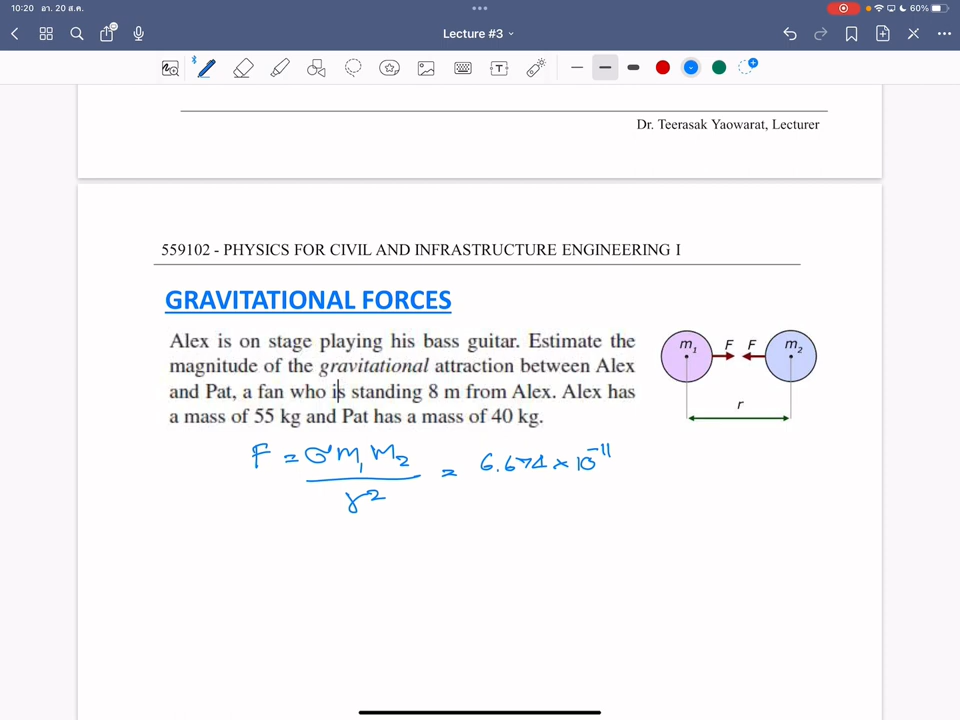 10:20 อา. 20 ส.ค.
60%
Lecture #3
Dr. Teerasak Yaowarat, Lecturer
559102 - PHYSICS FOR CIVIL AND INFRASTRUCTURE ENGINEERING I
GRAVITATIONAL FORCES
Alex is on stage playing his bass guitar. Estimate the
magnitude of the gravitational attraction between Alex
and Pat, a fan who is standing 8 m from Alex. Alex has
a mass of 55 kg and Pat has a mass of 40 kg.
m₁ F F m₂
r
F = Gm₁m₂ / r² = 6.674 × 10⁻¹¹